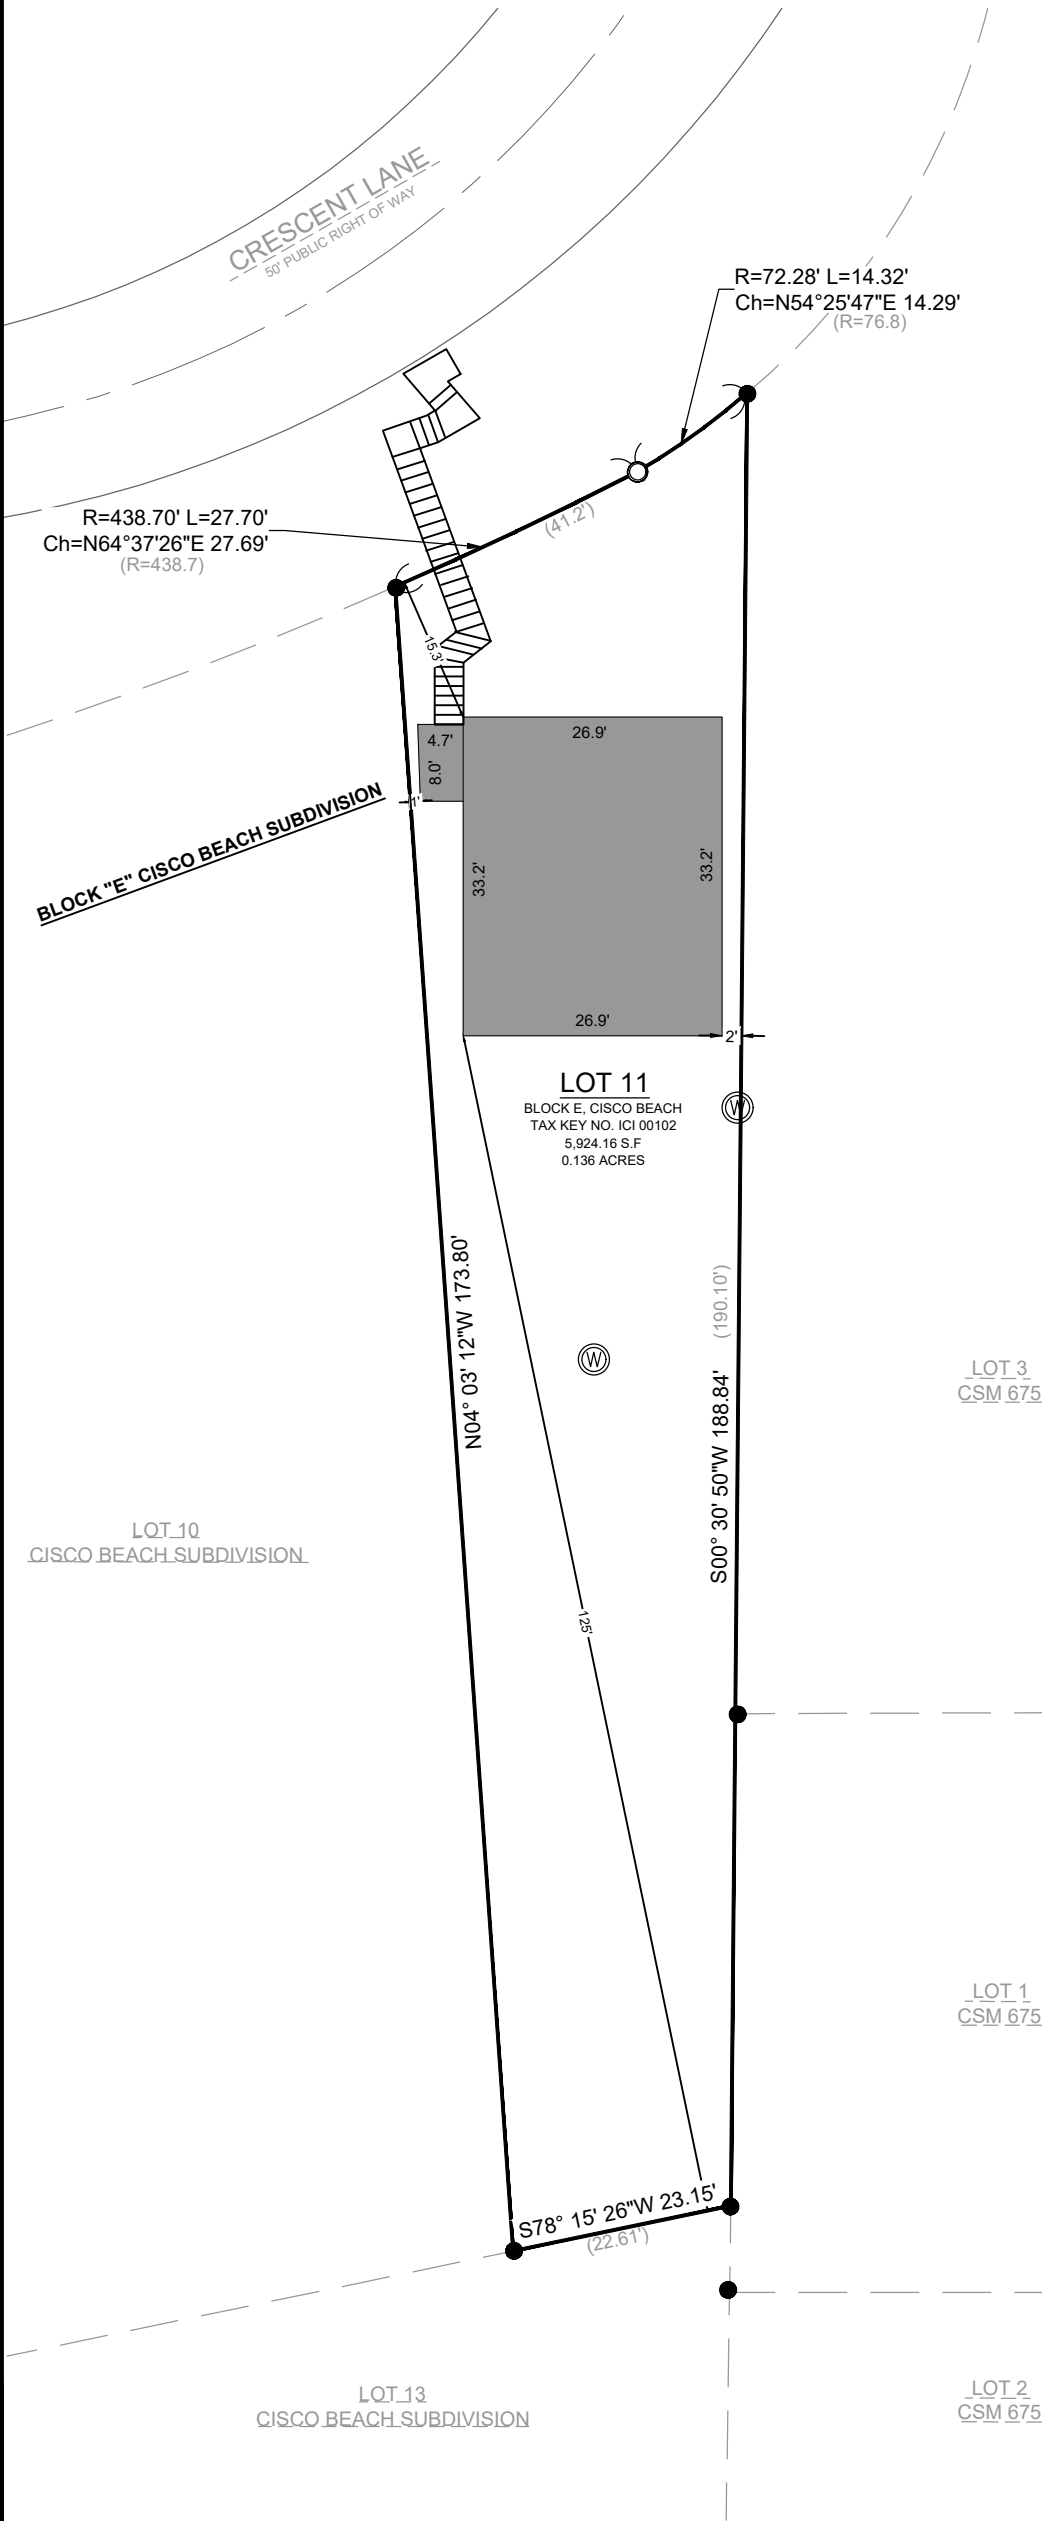 CRESCENT LANE
50' PUBLIC RIGHT OF WAY
R=72.28' L=14.32'
Ch=N54°25'47"E 14.29'
(R=76.8)
R=438.70' L=27.70'
Ch=N64°37'26"E 27.69'
(R=438.7)
(41.2')
15.3'
4.7'
8.0'
26.9'
1'
BLOCK "E" CISCO BEACH SUBDIVISION
33.2'
33.2'
26.9'
2'
LOT 11
BLOCK E, CISCO BEACH
TAX KEY NO. ICI 00102
5,924.16 S.F
0.136 ACRES
W
W
N04° 03' 12"W 173.80'
(190.10')
S00° 30' 50"W 188.84'
LOT 3
CSM 675
LOT 10
CISCO BEACH SUBDIVISION
125'
LOT 1
CSM 675
S78° 15' 26"W 23.15'
(22.61')
LOT 13
CISCO BEACH SUBDIVISION
LOT 2
CSM 675